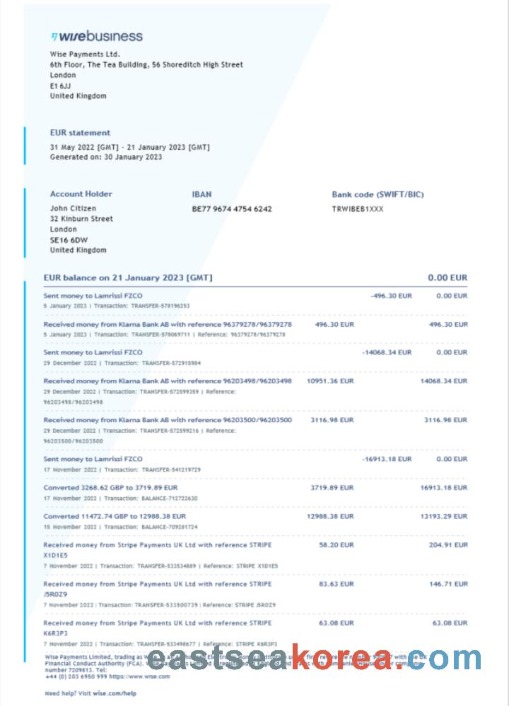 wisebusiness
Wise Payments Ltd.
6th Floor, The Tea Building, 56 Shoreditch High Street
London
E1 6JJ
United Kingdom
EUR statement
31 May 2022 [GMT] - 21 January 2023 [GMT]
Generated on: 30 January 2023
Account Holder IBAN Bank code (SWIFT/BIC)
John Citizen BE77 9674 4754 6242 TRWIBEB1XXX
32 Kinburn Street
London
SE16 6DW
United Kingdom
EUR balance on 21 January 2023 [GMT] 0.00 EUR
Sent money to Lamrissi FZCO -496.30 EUR 0.00 EUR
5 January 2023 | Transaction: TRANSFER-578196253
Received money from Klarna Bank AB with reference 96379278/96379278 496.30 EUR 496.30 EUR
5 January 2023 | Transaction: TRANSFER-578069711 | Reference: 96379278/96379278
Sent money to Lamrissi FZCO -14068.34 EUR 0.00 EUR
29 December 2022 | Transaction: TRANSFER-572915984
Received money from Klarna Bank AB with reference 96203498/96203498 10951.36 EUR 14068.34 EUR
29 December 2022 | Transaction: TRANSFER-572599359 | Reference:
96203498/96203498
Received money from Klarna Bank AB with reference 96203500/96203500 3116.98 EUR 3116.98 EUR
29 December 2022 | Transaction: TRANSFER-572599216 | Reference:
96203500/96203500
Sent money to Lamrissi FZCO -16913.18 EUR 0.00 EUR
17 November 2022 | Transaction: TRANSFER-541219729
Converted 3268.62 GBP to 3719.89 EUR 3719.89 EUR 16913.18 EUR
17 November 2022 | Transaction: BALANCE-712722630
Converted 11472.74 GBP to 12988.38 EUR 12988.38 EUR 13193.29 EUR
15 November 2022 | Transaction: BALANCE-709281724
Received money from Stripe Payments UK Ltd with reference STRIPE 58.20 EUR 204.91 EUR
X1D1E5
7 November 2022 | Transaction: TRANSFER-533534889 | Reference: STRIPE X1D1E5
Received money from Stripe Payments UK Ltd with reference STRIPE 83.63 EUR 146.71 EUR
J5R0Z9
7 November 2022 | Transaction: TRANSFER-533500739 | Reference: STRIPE J5R0Z9
Received money from Stripe Payments UK Ltd with reference STRIPE 63.08 EUR 63.08 EUR
K6R3P3
7 November 2022 | Transaction: TRANSFER-533498677 | Reference: STRIPE K6R3P3
Wise Payments Limited, trading as
Financial Conduct Authority (FCA).
number 7209813. Tel:
+44 (0) 203 6950 999 https://www.wise.com
eastseakorea.com
Need help? Visit wise.com/help